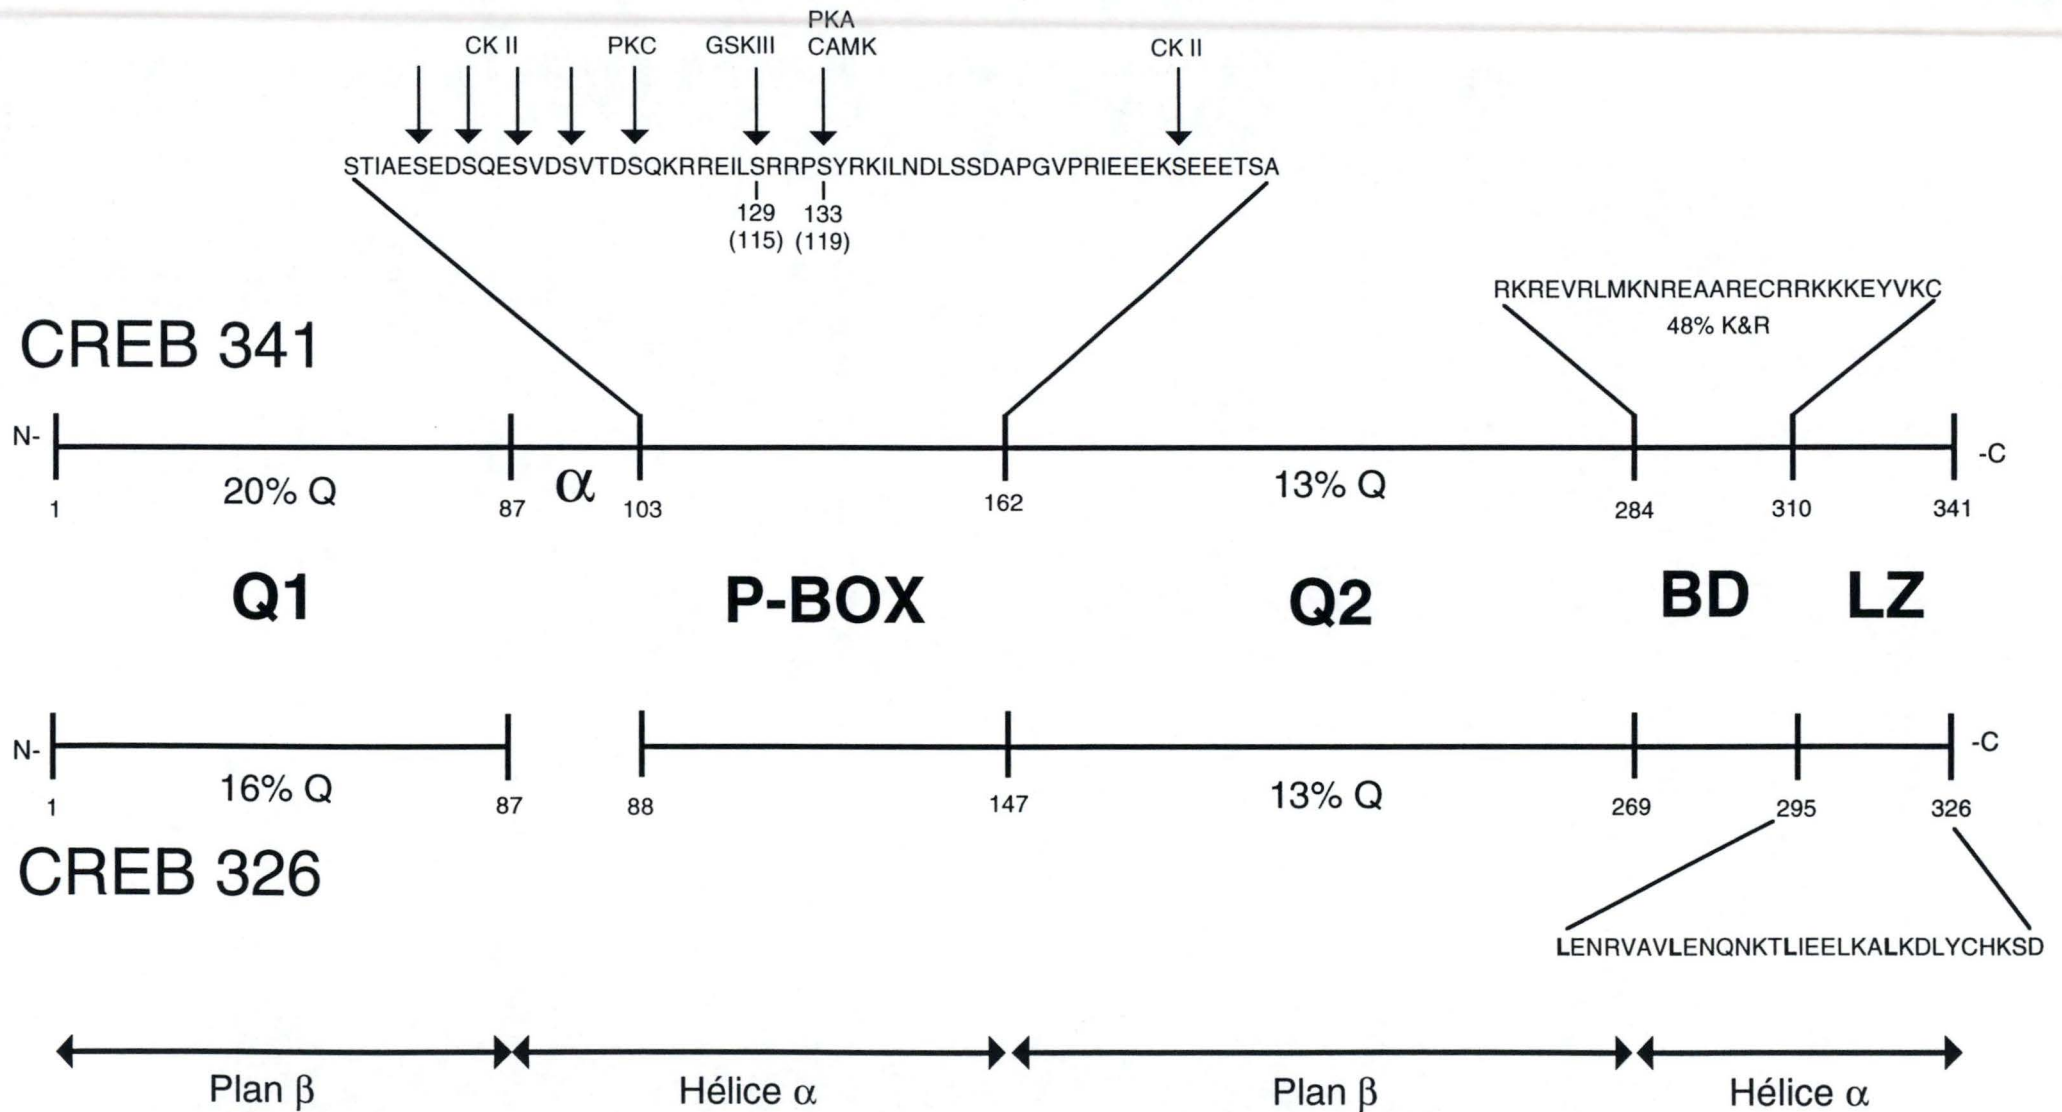 PKA
CK II PKC GSKIII CAMK CK II
STIAESEDSQESVDSVTDSQKRREILSRRPSYRKILNDLSSDAPGVPRIEEEKSEEETSA
129 133
(115) (119)
RKREVRLMKNREAARECRRKKKEYVKC
48% K&R
CREB 341
N- -C
20% Q α 13% Q
1 87 103 162 284 310 341
Q1 P-BOX Q2 BD LZ
N- -C
16% Q 13% Q
1 87 88 147 269 295 326
CREB 326
LENRVAVLENQNKTLIEELKALKDLYCHKSD
Plan β Hélice α Plan β Hélice α